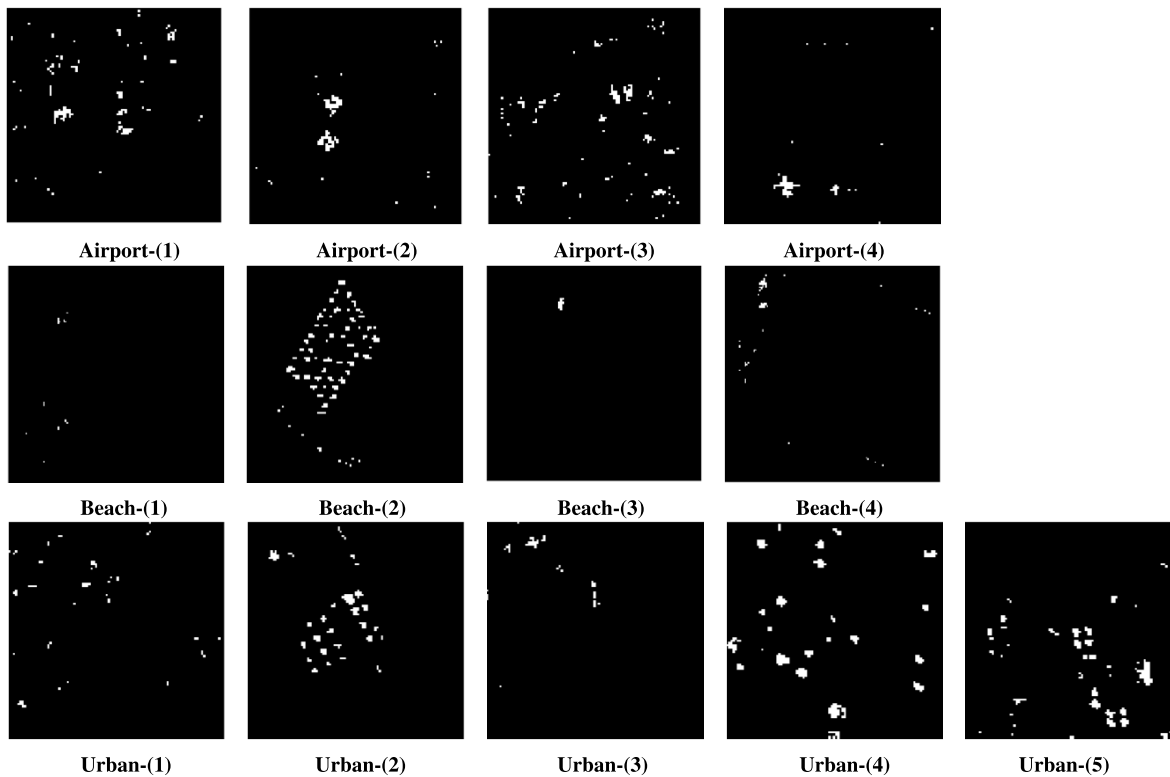 Airport-(1) Airport-(2) Airport-(3) Airport-(4)
Beach-(1) Beach-(2) Beach-(3) Beach-(4)
Urban-(1) Urban-(2) Urban-(3) Urban-(4) Urban-(5)